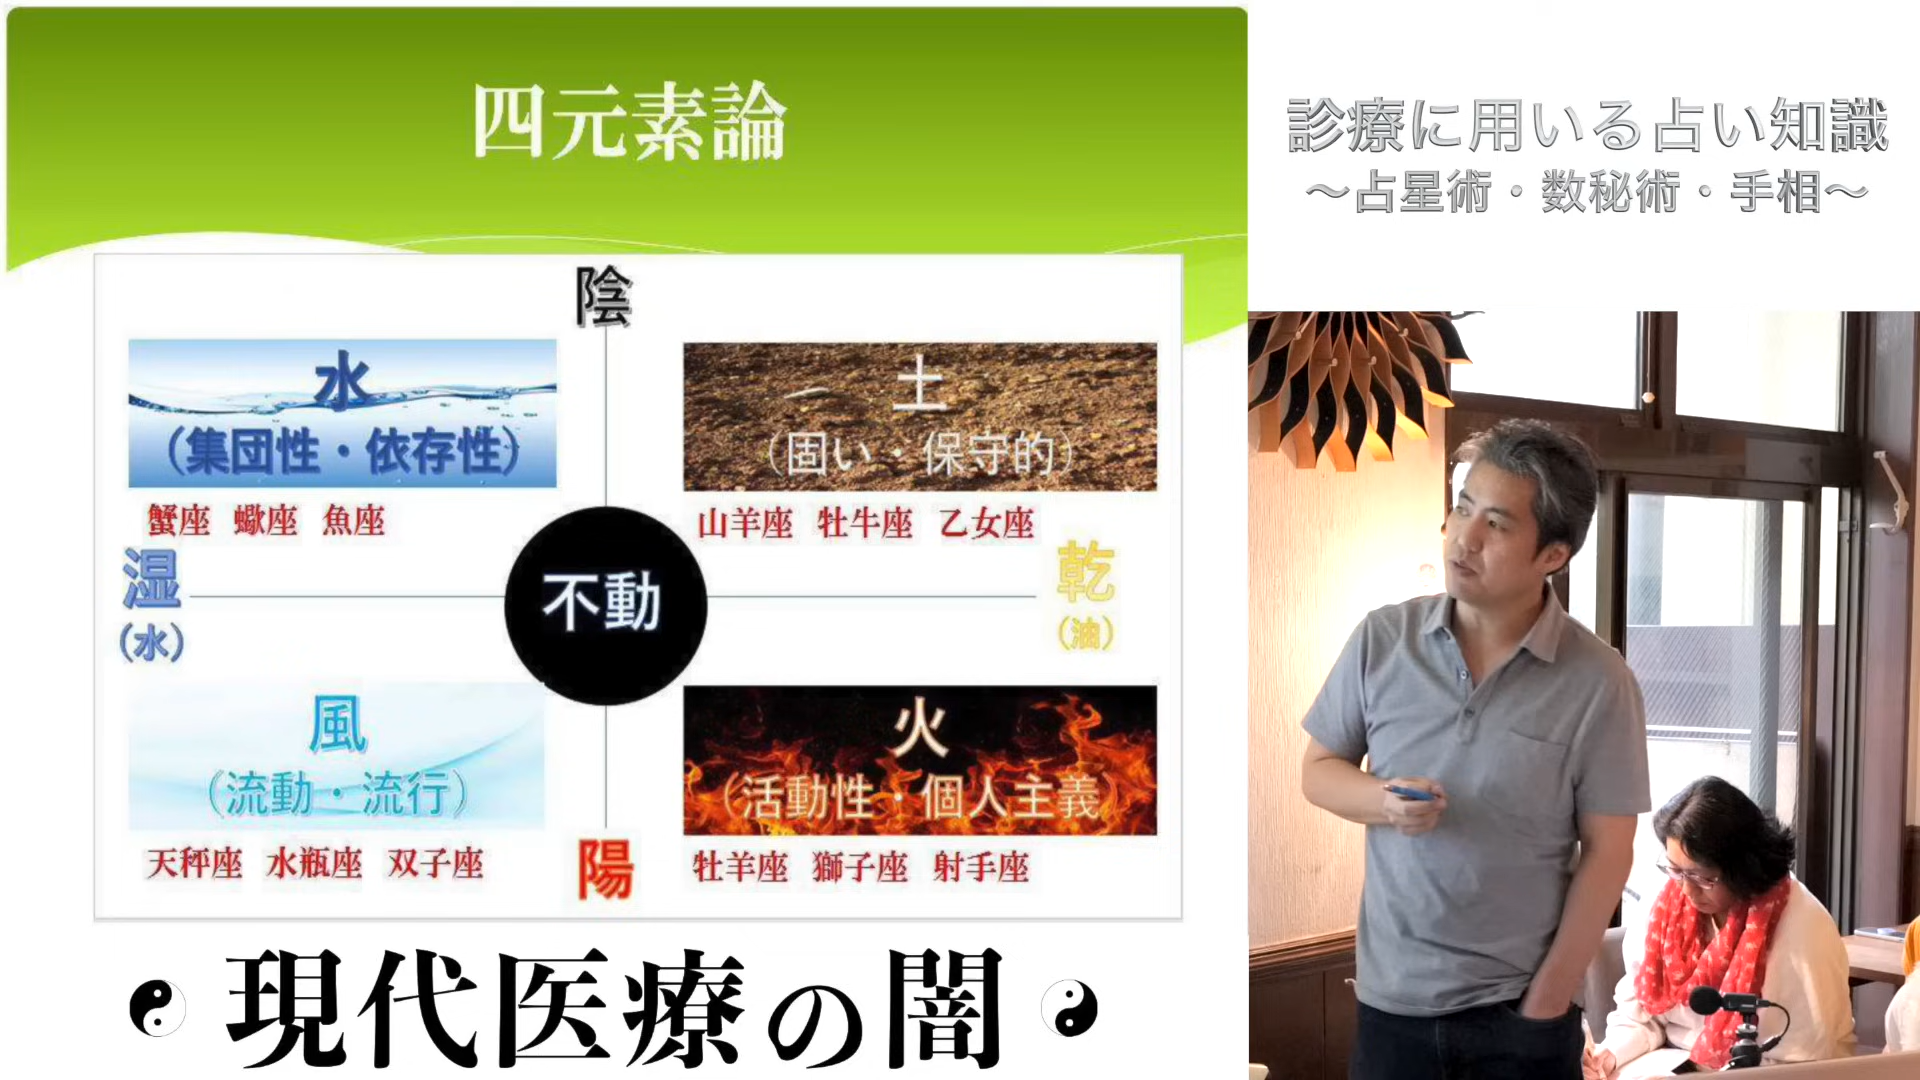 四元素論
診療に用いる占い知識
～占星術・数秘術・手相～
陰
水
（集団性・依存性）
蟹座 蠍座 魚座
土
（固い・保守的）
山羊座 牡牛座 乙女座
湿
（水）
不動
乾
（油）
風
（流動・流行）
天秤座 水瓶座 双子座
火
（活動性・個人主義）
牡羊座 獅子座 射手座
陽
現代医療の闇